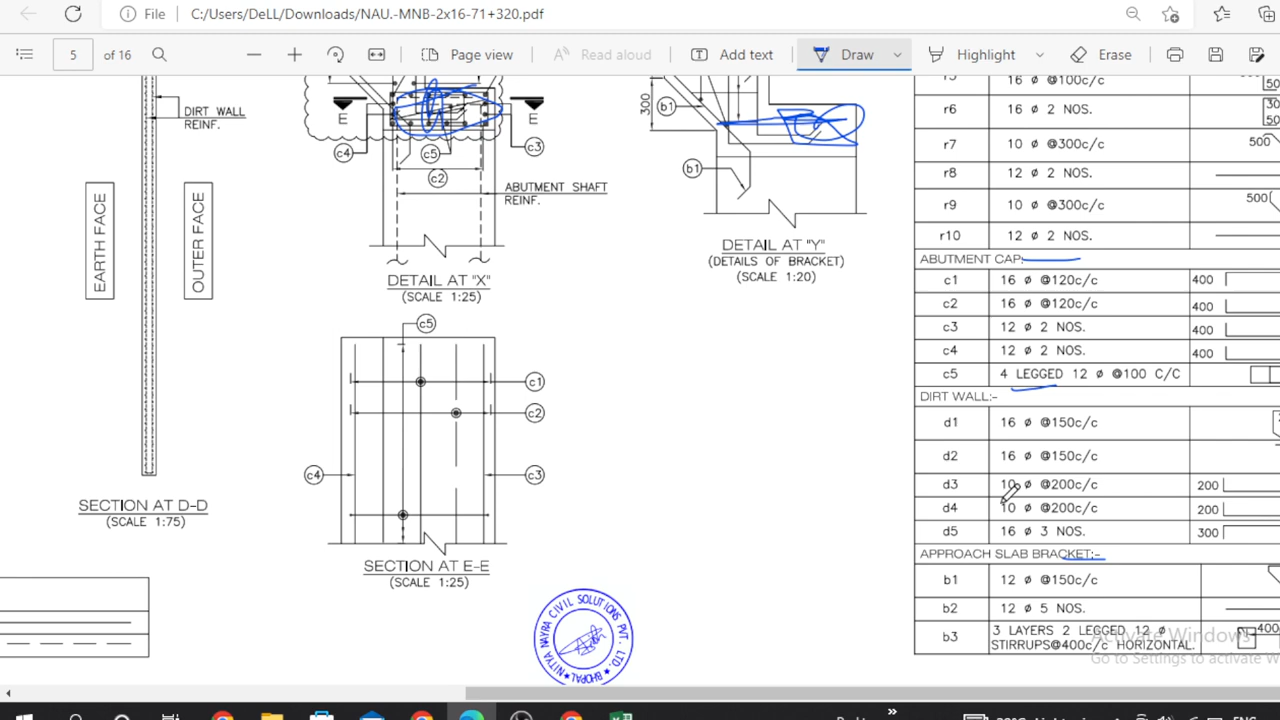 File
C:/Users/DeLL/Downloads/NAU.-MNB-2x16-71+320.pdf
5 of 16
Page view
Read aloud
Add text
Draw
Highlight
Erase
DIRT WALL
REINF.
EARTH FACE
OUTER FACE
SECTION AT D-D
(SCALE 1:75)
E
E
c4
c5
c3
c2
ABUTMENT SHAFT
REINF.
DETAIL AT "X"
(SCALE 1:25)
c5
c1
c2
c4
c3
SECTION AT E-E
(SCALE 1:25)
300
b1
b1
DETAIL AT "Y"
(DETAILS OF BRACKET)
(SCALE 1:20)
NITYA NAYRA CIVIL SOLUTIONS PVT. LTD.
BHOPAL
r5 16 ø @100c/c
r6 16 ø 2 NOS.
r7 10 ø @300c/c 500
r8 12 ø 2 NOS.
r9 10 ø @300c/c 500
r10 12 ø 2 NOS.
ABUTMENT CAP:
c1 16 ø @120c/c 400
c2 16 ø @120c/c 400
c3 12 ø 2 NOS. 400
c4 12 ø 2 NOS. 400
c5 4 LEGGED 12 ø @100 C/C
DIRT WALL:-
d1 16 ø @150c/c
d2 16 ø @150c/c
d3 10 ø @200c/c 200
d4 10 ø @200c/c 200
d5 16 ø 3 NOS. 300
APPROACH SLAB BRACKET:-
b1 12 ø @150c/c
b2 12 ø 5 NOS.
b3 3 LAYERS 2 LEGGED 12 ø
STIRRUPS@400c/c HORIZONTAL. 400
Activate Windows
Go to Settings to activate W